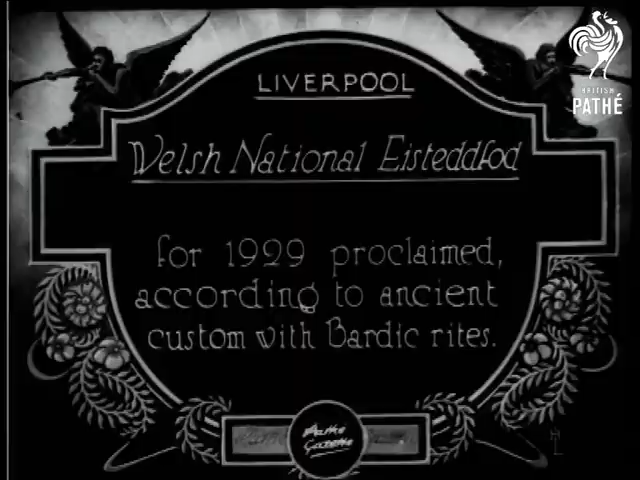 LIVERPOOL
Welsh National Eisteddfod
for 1929 proclaimed,
according to ancient
custom with Bardic rites.
Pathe
Gazette
BRITISH
PATHÉ